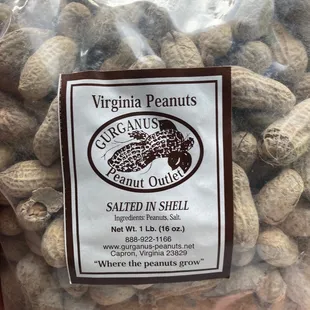 Virginia Peanuts
GURGANUS
Peanut Outlet
SALTED IN SHELL
Ingredients: Peanuts, Salt.
Net Wt. 1 Lb. (16 oz.)
888-922-1166
www.gurganus-peanuts.net
Capron, Virginia 23829
"Where the peanuts grow"